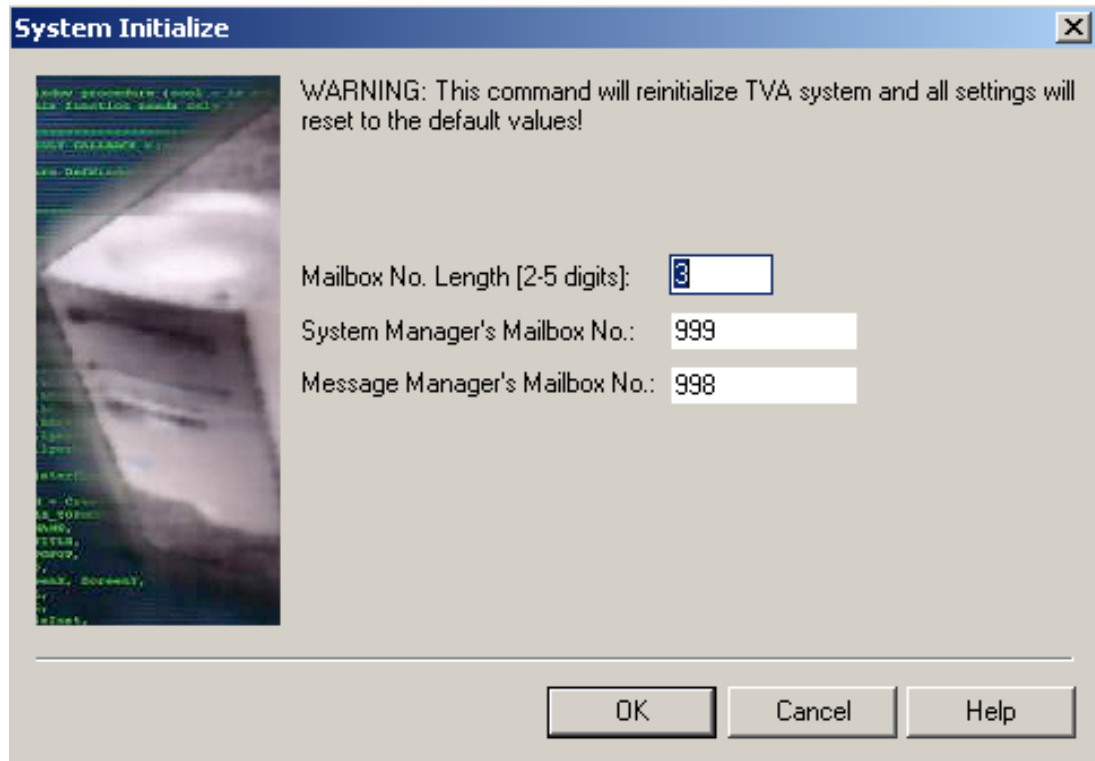 System Initialize
WARNING: This command will reinitialize TVA system and all settings will
reset to the default values!
Mailbox No. Length [2-5 digits]: 3
System Manager's Mailbox No.: 999
Message Manager's Mailbox No.: 998
OK Cancel Help